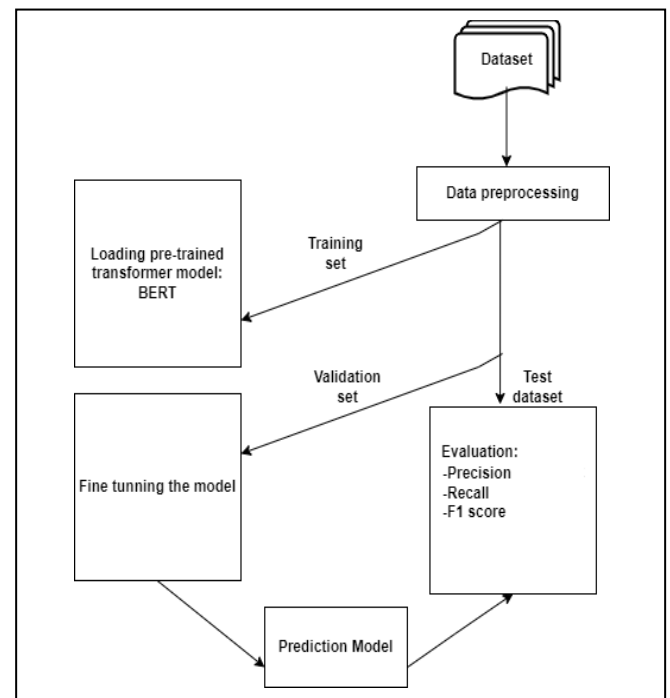 Dataset
Data preprocessing
Training
set
Loading pre-trained
transformer model:
BERT
Validation
set
Test
dataset
Fine tunning the model
Evaluation:
-Precision
-Recall
-F1 score
Prediction Model